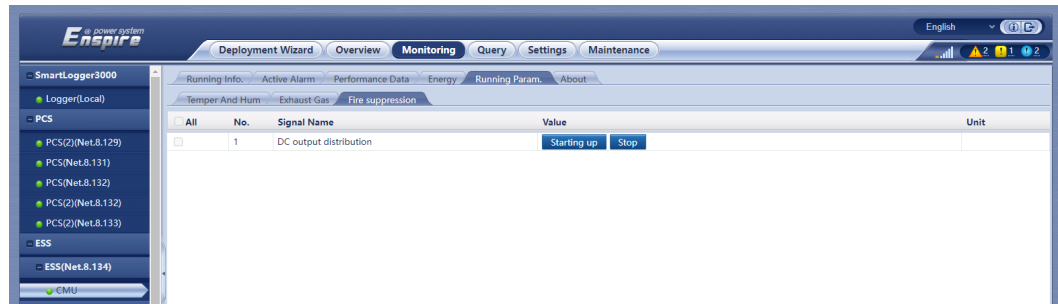 Enspire
e power system
English
Deployment Wizard Overview Monitoring Query Settings Maintenance
2 1 2
SmartLogger3000
Logger(Local)
PCS
PCS(2)(Net.8.129)
PCS(Net.8.131)
PCS(Net.8.132)
PCS(2)(Net.8.132)
PCS(2)(Net.8.133)
ESS
ESS(Net.8.134)
CMU
Running Info. Active Alarm Performance Data Energy Running Param. About
Temper And Hum Exhaust Gas Fire suppression
All No. Signal Name Value Unit
1 DC output distribution Starting up Stop